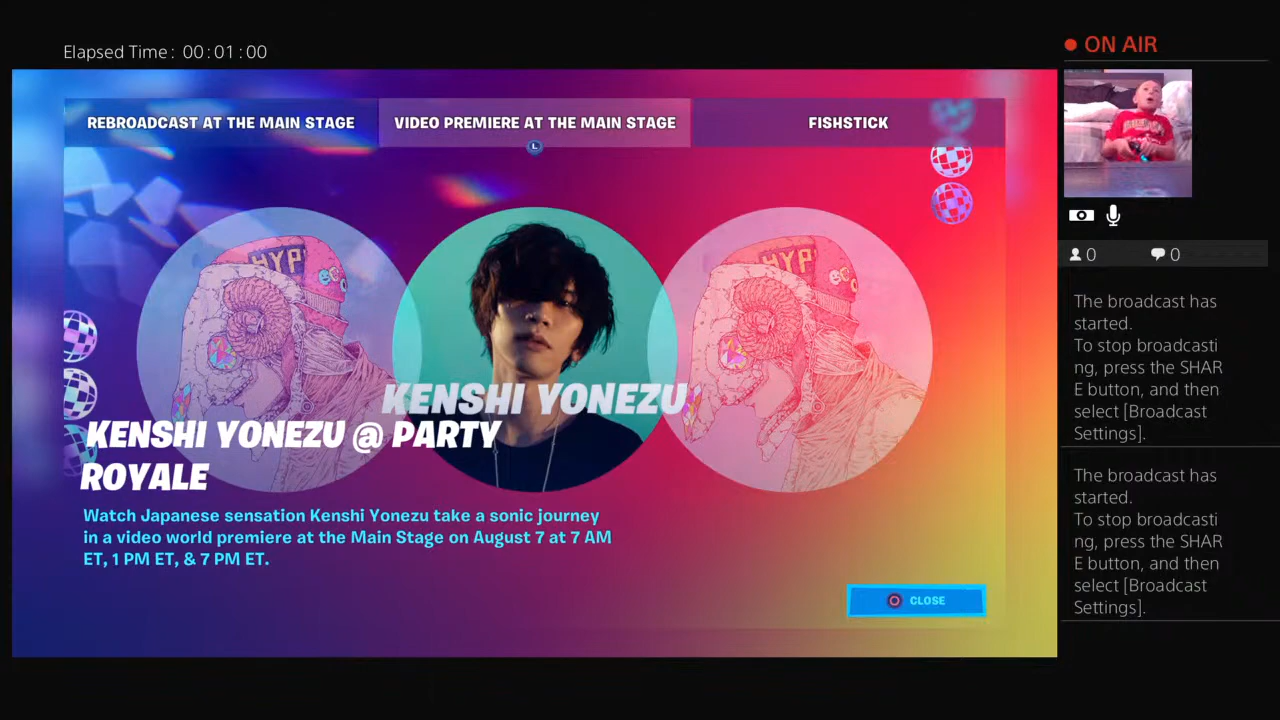 Elapsed Time: 00:01:00
ON AIR
REBROADCAST AT THE MAIN STAGE
VIDEO PREMIERE AT THE MAIN STAGE
FISHSTICK
L
HYP
HYP
KENSHI YONEZU
KENSHI YONEZU @ PARTY
ROYALE
Watch Japanese sensation Kenshi Yonezu take a sonic journey
in a video world premiere at the Main Stage on August 7 at 7 AM
ET, 1 PM ET, & 7 PM ET.
CLOSE
0
0
The broadcast has
started.
To stop broadcasti
ng, press the SHAR
E button, and then
select [Broadcast
Settings].
The broadcast has
started.
To stop broadcasti
ng, press the SHAR
E button, and then
select [Broadcast
Settings].